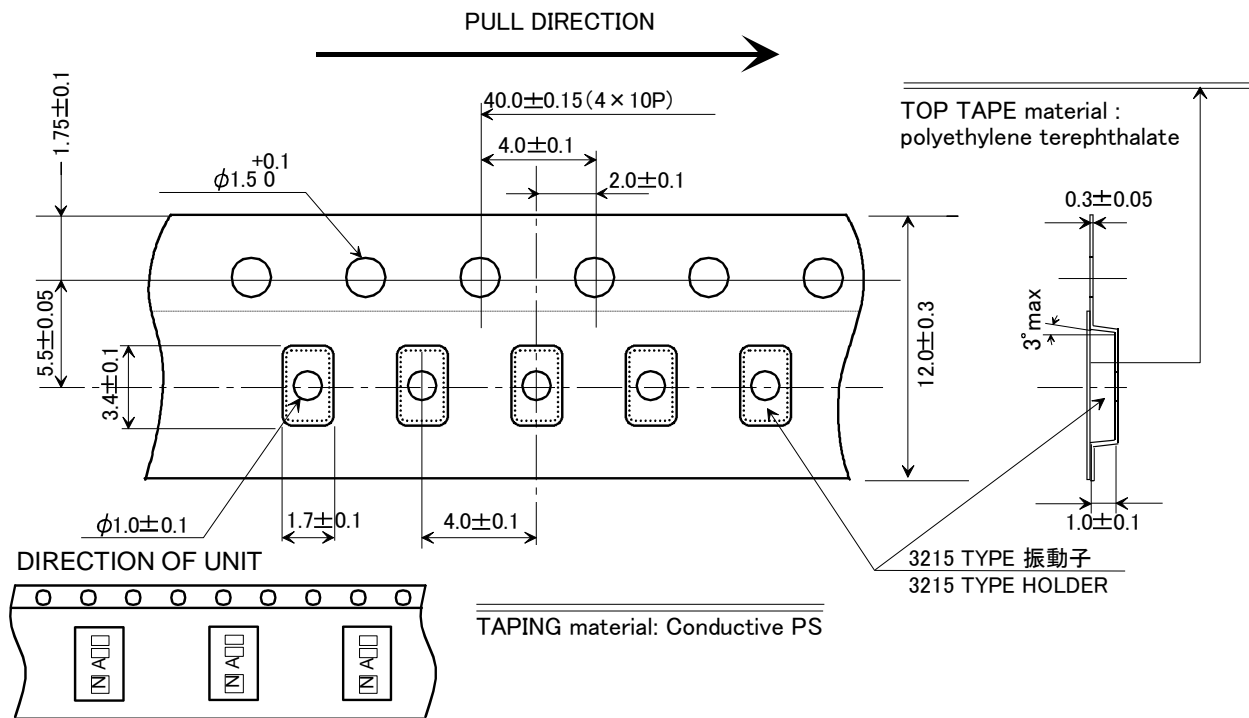 PULL DIRECTION
1.75±0.1
40.0±0.15(4×10P)
TOP TAPE material :
polyethylene terephthalate
+0.1
φ1.5 0
4.0±0.1
2.0±0.1
0.3±0.05
5.5±0.05
3.4±0.1
12.0±0.3
3°max
φ1.0±0.1
1.7±0.1
4.0±0.1
1.0±0.1
DIRECTION OF UNIT
3215 TYPE 振動子
3215 TYPE HOLDER
TAPING material: Conductive PS
N A□□
N A□□
N A□□